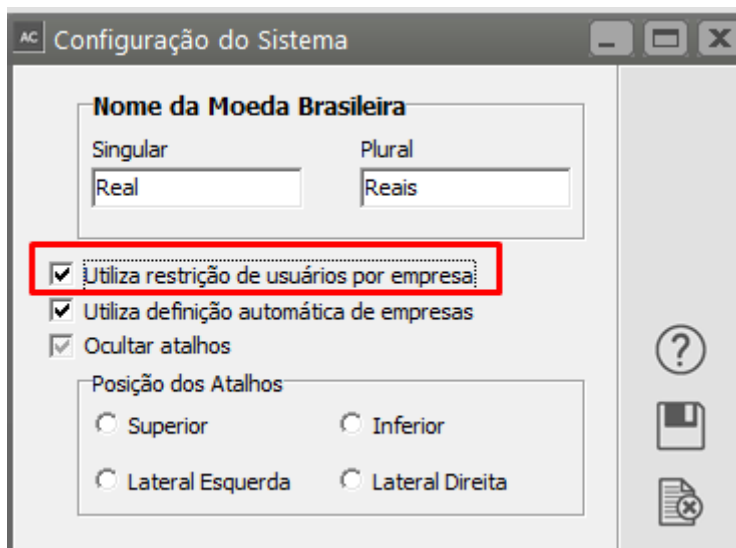 AC Configuração do Sistema
Nome da Moeda Brasileira
Singular Plural
Real Reais
Utiliza restrição de usuários por empresa
Utiliza definição automática de empresas
Ocultar atalhos
Posição dos Atalhos
Superior Inferior
Lateral Esquerda Lateral Direita